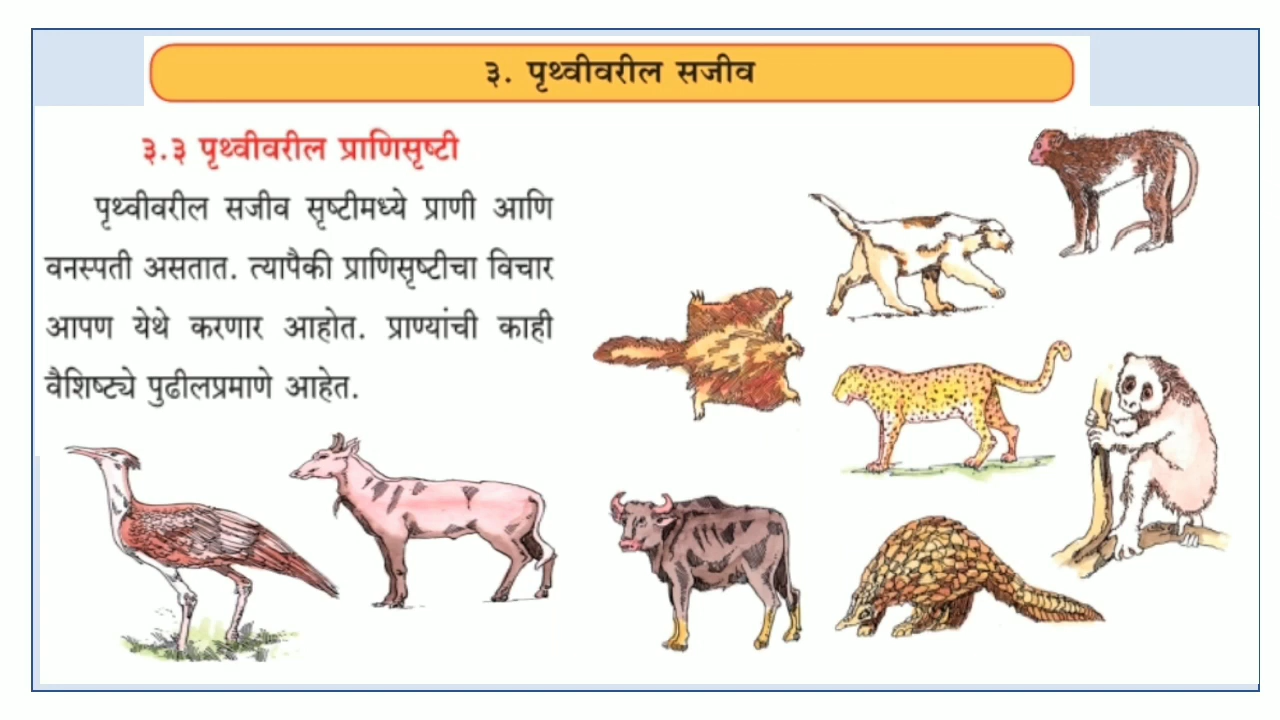 ३. पृथ्वीवरील सजीव
३.३ पृथ्वीवरील प्राणिसृष्टी
पृथ्वीवरील सजीव सृष्टीमध्ये प्राणी आणि
वनस्पती असतात. त्यापैकी प्राणिसृष्टीचा विचार
आपण येथे करणार आहोत. प्राण्यांची काही
वैशिष्ट्ये पुढीलप्रमाणे आहेत.